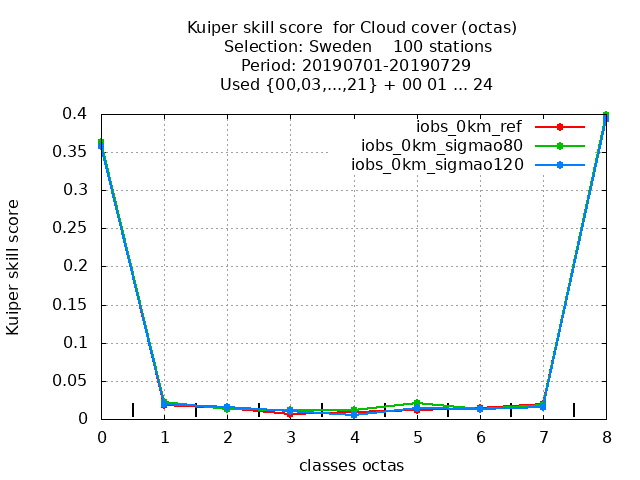 Kuiper skill score  for Cloud cover (octas)
Selection: Sweden    100 stations
Period: 20190701-20190729
Used {00,03,...,21} + 00 01 ... 24
iobs_0km_ref
iobs_0km_sigmao80
iobs_0km_sigmao120
Kuiper skill score
0.4
0.35
0.3
0.25
0.2
0.15
0.1
0.05
0
0 1 2 3 4 5 6 7 8
classes octas